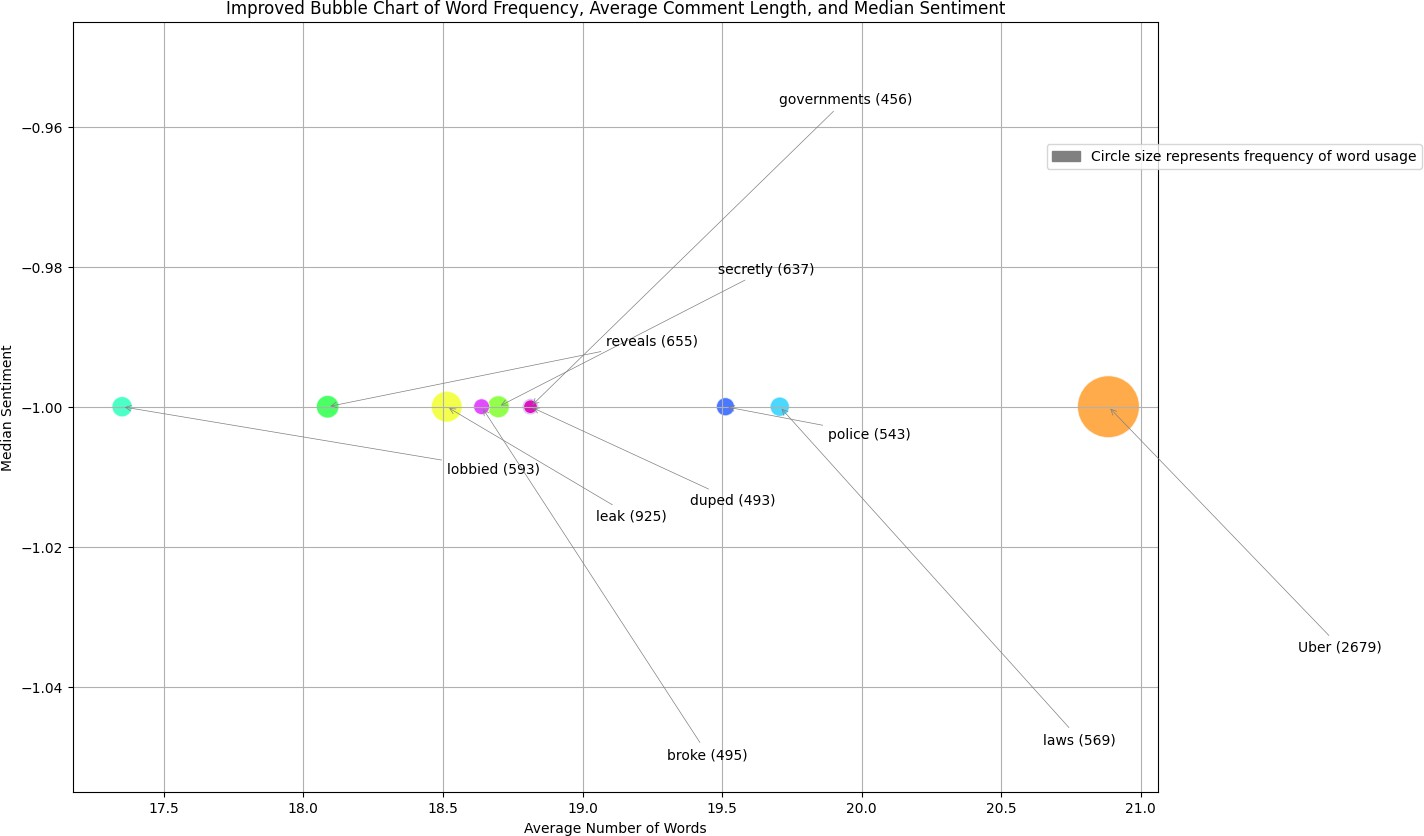 Improved Bubble Chart of Word Frequency, Average Comment Length, and Median Sentiment
governments (456)
−0.96
Circle size represents frequency of word usage
−0.98
secretly (637)
reveals (655)
−1.00
police (543)
Median Sentiment
lobbied (593)
duped (493)
leak (925)
−1.02
Uber (2679)
−1.04
laws (569)
broke (495)
17.5 18.0 18.5 19.0 19.5 20.0 20.5 21.0
Average Number of Words